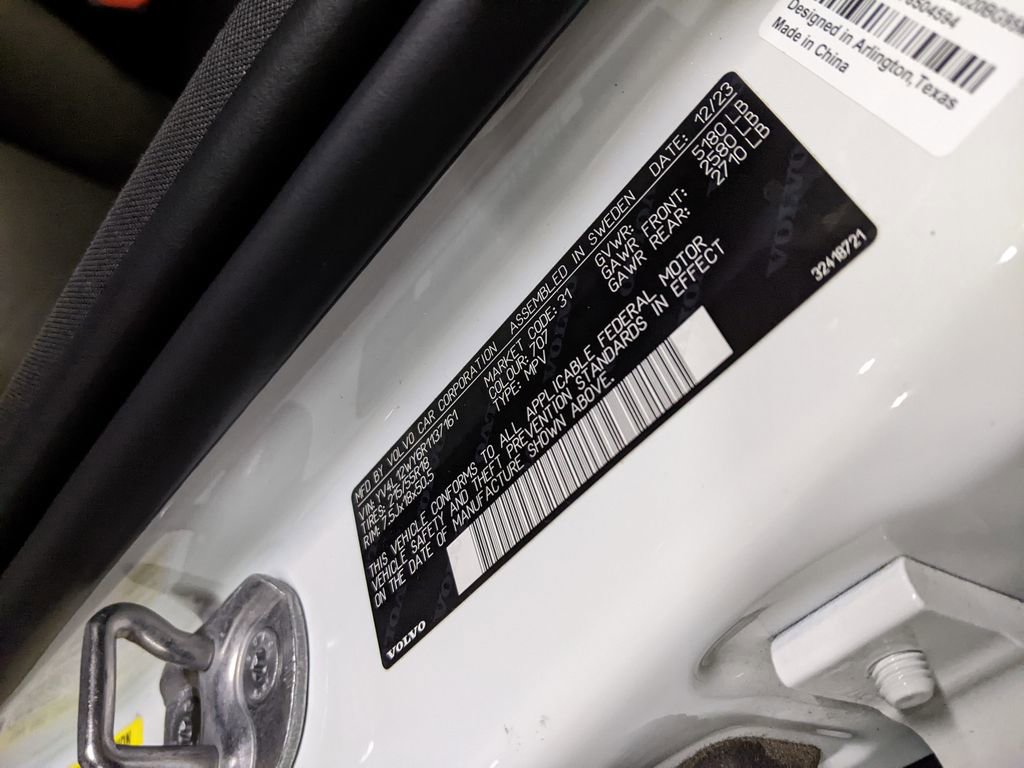 8504594
Designed in Arlington, Texas
Made in China
MFD BY VOLVO CAR CORPORATION ASSEMBLED IN SWEDEN DATE: 12/23
VIN: YV4L12WY6R1137161 MARKET CODE: 31 GVWR: 5180 LB
TIRES: 215/55R18 COLOUR: 707 GAWR FRONT: 2580 LB
RIM: 7.5Jx18x50.5 TYPE: MPV GAWR REAR: 2710 LB
THIS VEHICLE CONFORMS TO ALL APPLICABLE FEDERAL MOTOR
VEHICLE SAFETY AND THEFT PREVENTION STANDARDS IN EFFECT
ON THE DATE OF MANUFACTURE SHOWN ABOVE.
VOLVO
32418721